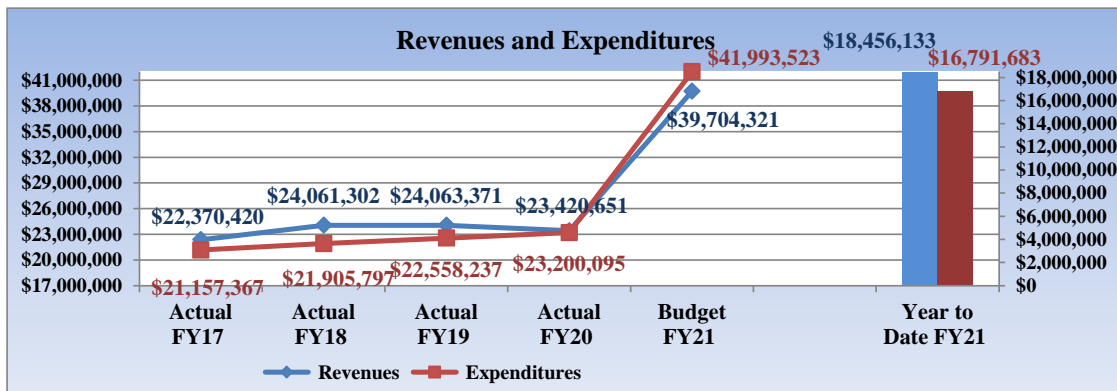 Revenues and Expenditures
$18,456,133
$16,791,683
$41,993,523
$39,704,321
$41,000,000
$38,000,000
$35,000,000
$32,000,000
$29,000,000
$26,000,000
$23,000,000
$20,000,000
$17,000,000
$22,370,420
$24,061,302
$24,063,371
$23,420,651
$21,157,367
$21,905,797
$22,558,237
$23,200,095
$18,000,000
$16,000,000
$14,000,000
$12,000,000
$10,000,000
$8,000,000
$6,000,000
$4,000,000
$2,000,000
$0
Actual
FY17
Actual
FY18
Actual
FY19
Actual
FY20
Budget
FY21
Year to
Date FY21
Revenues
Expenditures